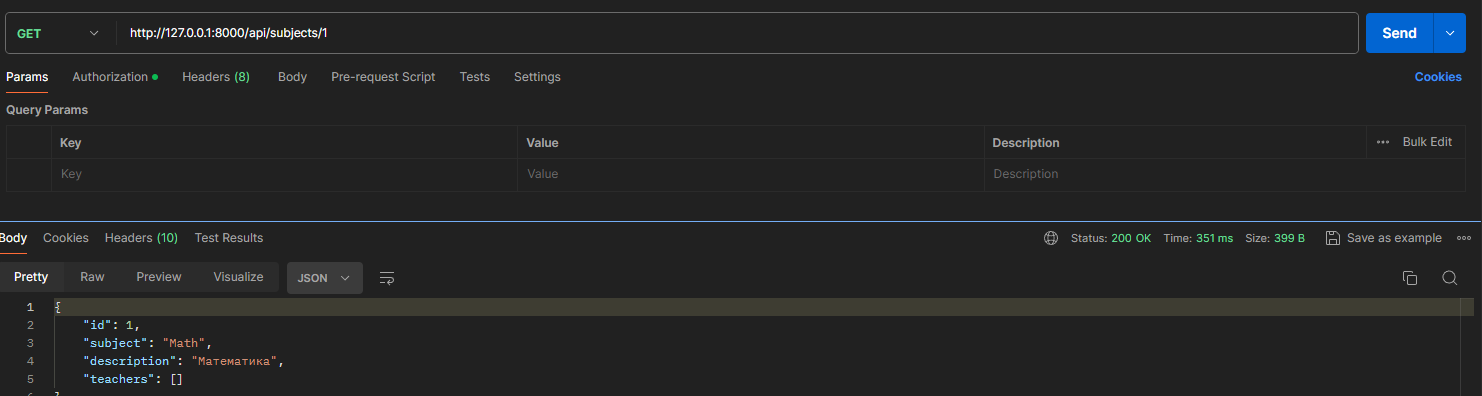 GET http://127.0.0.1:8000/api/subjects/1 Send
Params Authorization Headers (8) Body Pre-request Script Tests Settings Cookies
Query Params
Key Value Description Bulk Edit
Key Value Description
Body Cookies Headers (10) Test Results Status: 200 OK Time: 351 ms Size: 399 B Save as example
Pretty Raw Preview Visualize JSON
1 {
2 "id": 1,
3 "subject": "Math",
4 "description": "Математика",
5 "teachers": []